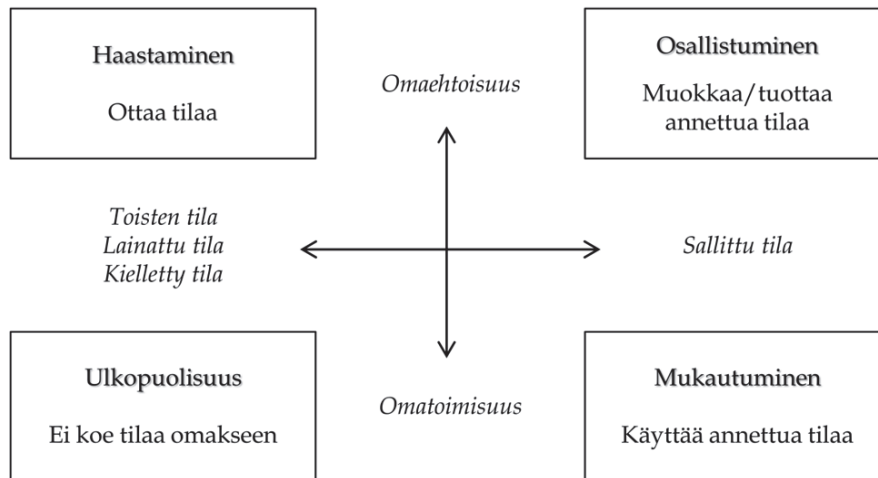 Haastaminen
Ottaa tilaa
Omaehtoisuus
Osallistuminen
Muokkaa/tuottaa
annettua tilaa
Toisten tila
Lainattu tila
Kielletty tila
Sallittu tila
Ulkopuolisuus
Ei koe tilaa omakseen
Omatoimisuus
Mukautuminen
Käyttää annettua tilaa